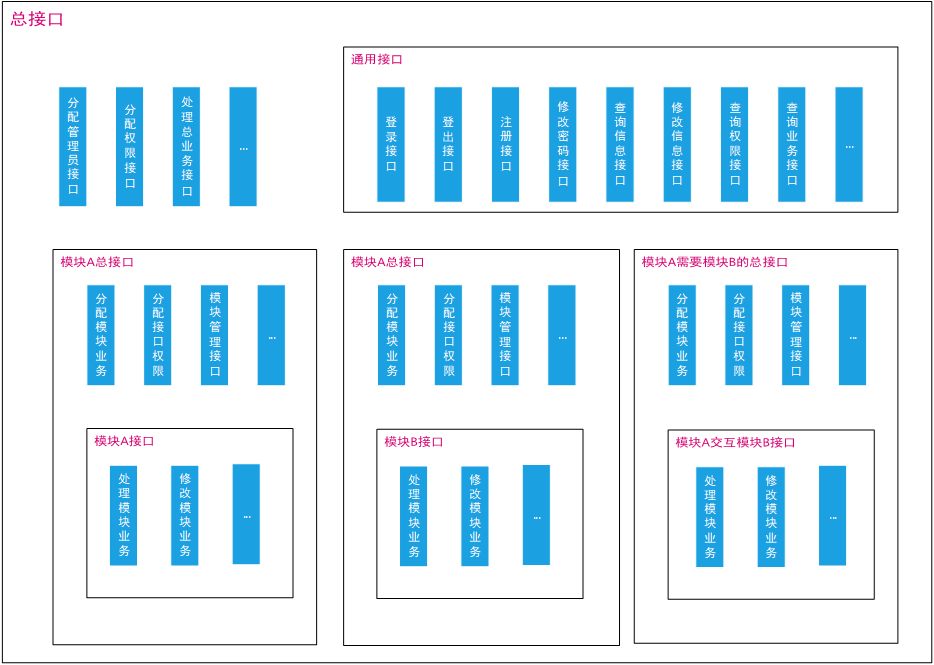 总接口
分配管理员接口
分配权限接口
处理总业务接口
...
通用接口
登录接口
登出接口
注册接口
修改密码接口
查询信息接口
修改信息接口
查询权限接口
查询业务接口
...
模块A总接口
分配模块业务
分配接口权限
模块管理接口
...
模块A接口
处理模块业务
修改模块业务
...
模块A总接口
分配模块业务
分配接口权限
模块管理接口
...
模块B接口
处理模块业务
修改模块业务
...
模块A需要模块B的总接口
分配模块业务
分配接口权限
模块管理接口
...
模块A交互模块B接口
处理模块业务
修改模块业务
...